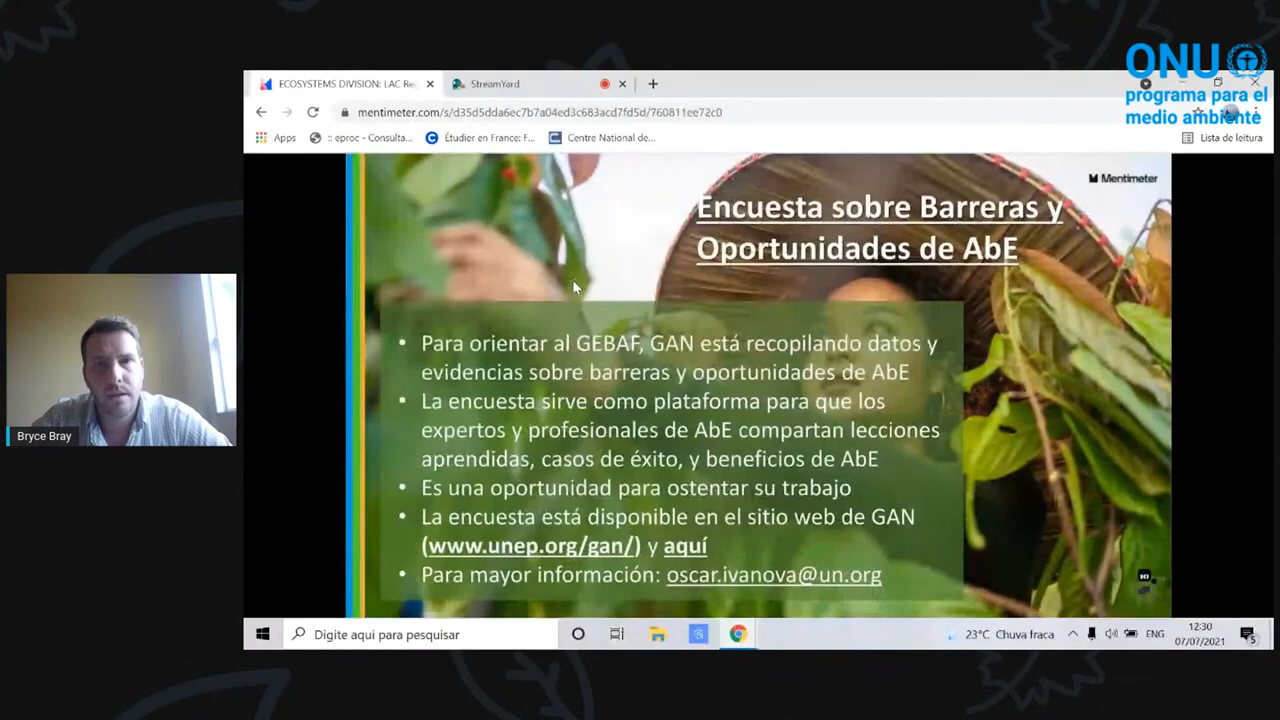 ONU
programa para el
medio ambiente
ECOSYSTEMS DIVISION: LAC Re
StreamYard
mentimeter.com/s/d35d5dda6ec7b7a04ed3c683acd7fd5d/760811ee72c0
Apps
:: eproc - Consulta...
Étudier en France: F...
Centre National de...
Lista de leitura
Mentimeter
Encuesta sobre Barreras y
Oportunidades de AbE
• Para orientar al GEBAF, GAN está recopilando datos y
evidencias sobre barreras y oportunidades de AbE
• La encuesta sirve como plataforma para que los
expertos y profesionales de AbE compartan lecciones
aprendidas, casos de éxito, y beneficios de AbE
• Es una oportunidad para ostentar su trabajo
• La encuesta está disponible en el sitio web de GAN
(www.unep.org/gan/) y aquí
• Para mayor información: oscar.ivanova@un.org
Bryce Bray
Digite aqui para pesquisar
23°C Chuva fraca
ENG
12:30
07/07/2021
5